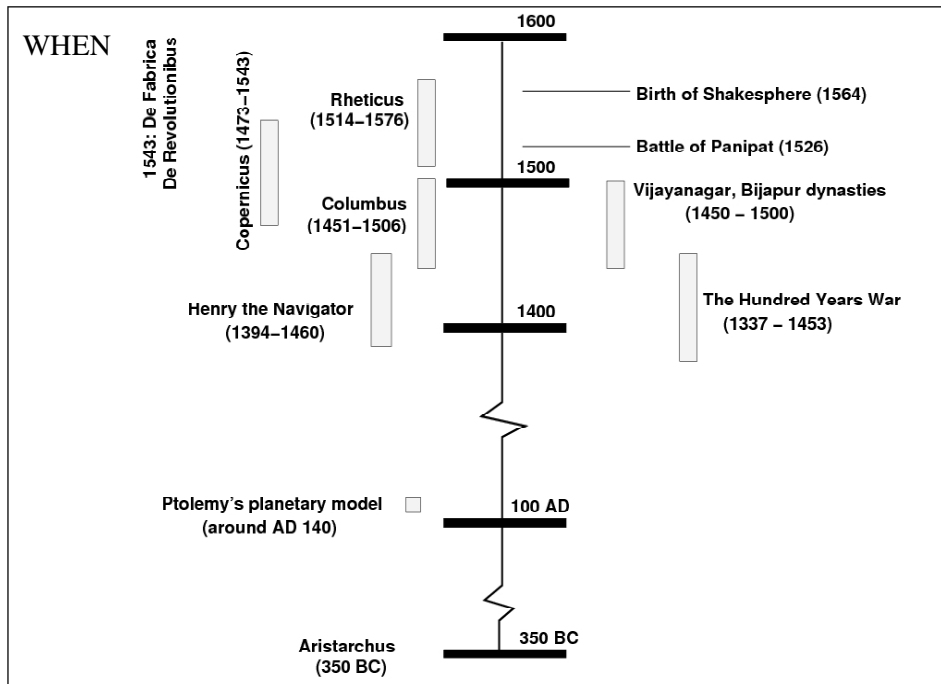 WHEN
1543: De Fabrica
De Revolutionibus
Copernicus (1473–1543)
Rheticus
(1514–1576)
Columbus
(1451–1506)
Henry the Navigator
(1394–1460)
1600
1500
1400
100 AD
350 BC
Birth of Shakesphere (1564)
Battle of Panipat (1526)
Vijayanagar, Bijapur dynasties
(1450 – 1500)
The Hundred Years War
(1337 – 1453)
Ptolemy's planetary model
(around AD 140)
Aristarchus
(350 BC)